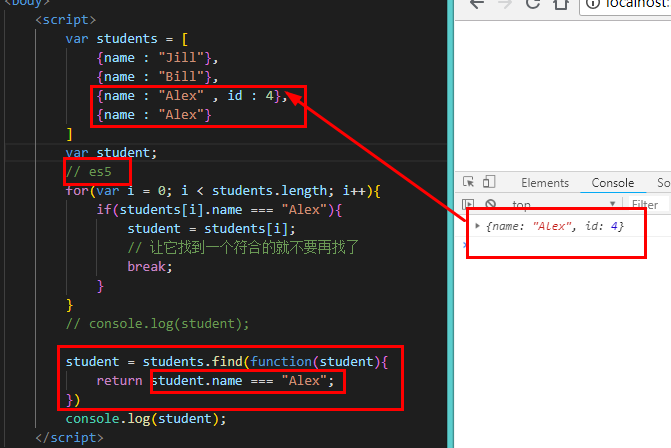 <body>
<script>
var students = [
{name : "Jill"},
{name : "Bill"},
{name : "Alex" , id : 4},
{name : "Alex"}
]
var student;
// es5
for(var i = 0; i < students.length; i++){
if(students[i].name === "Alex"){
student = students[i];
// 让它找到一个符合的就不要再找了
break;
}
}
// console.log(student);
student = students.find(function(student){
return student.name === "Alex";
})
console.log(student);
</script>
localhost:
Elements Console So
top Filter
{name: "Alex", id: 4}